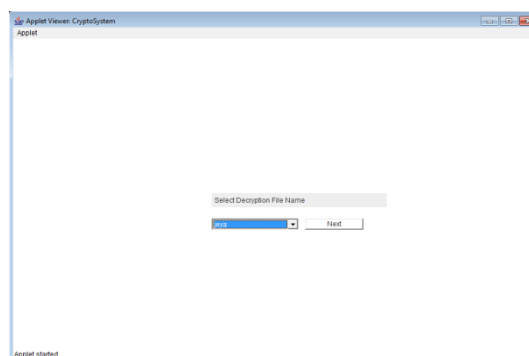 Applet Viewer: CryptoSystem
Applet
Select Decryption File Name
Next
Applet started.